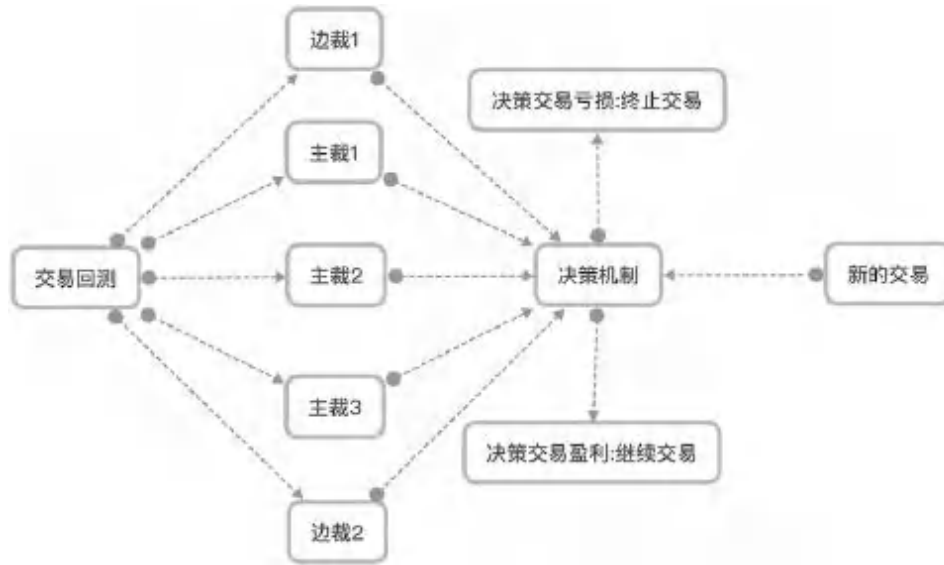 边裁1
决策交易亏损:终止交易
主裁1
交易回测
主裁2
决策机制
新的交易
主裁3
决策交易盈利:继续交易
边裁2